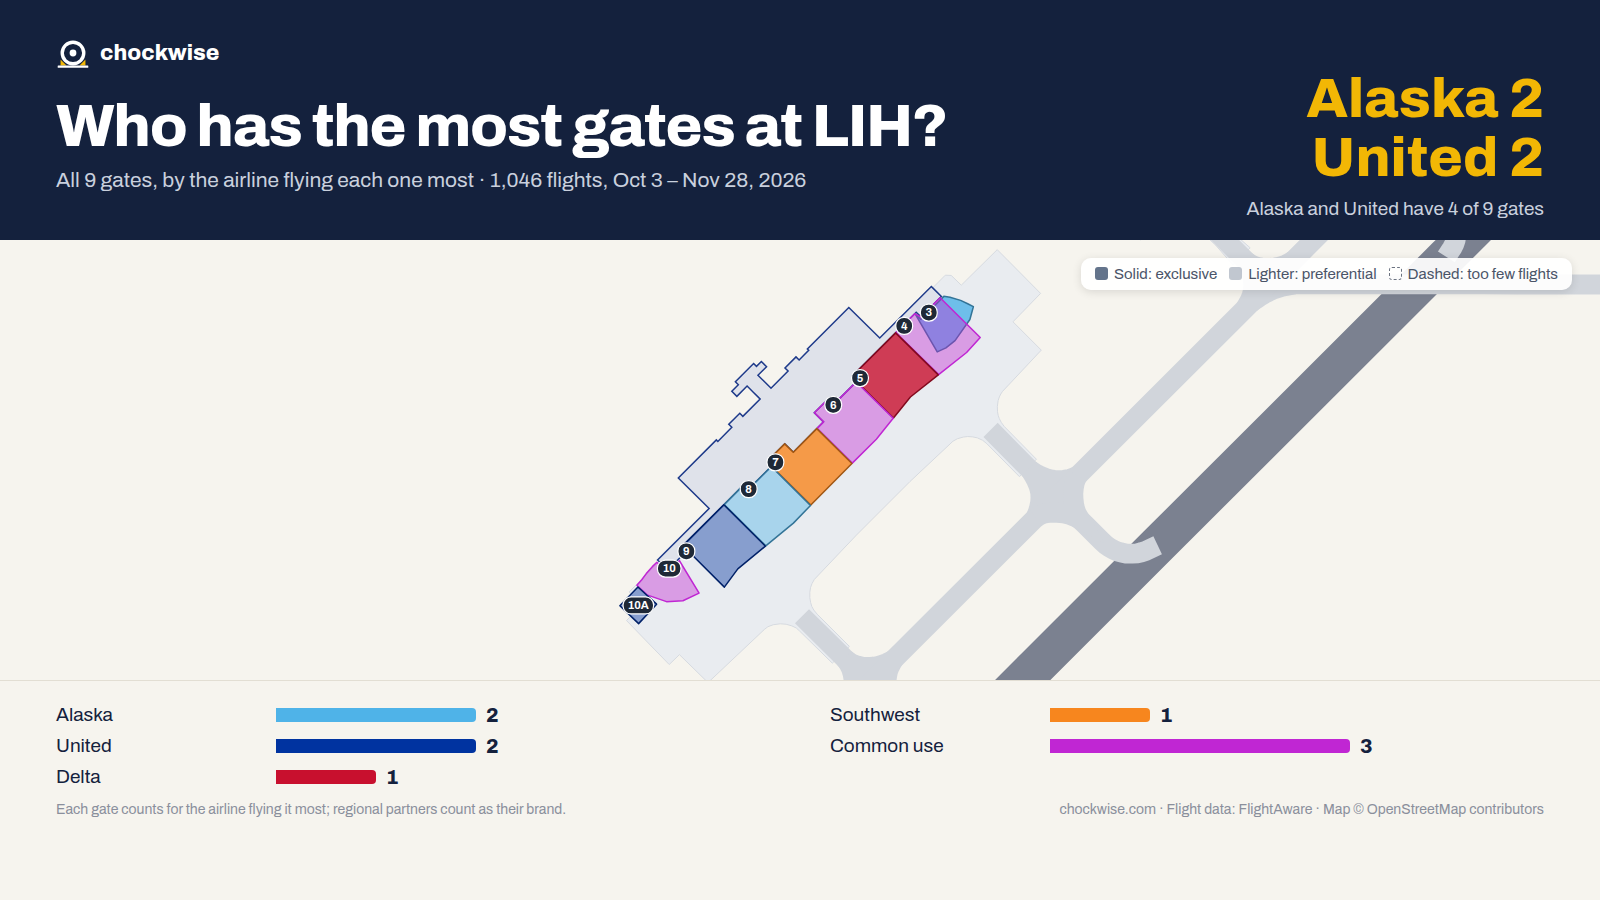 chockwise
Who has the most gates at LIH?
All 9 gates, by the airline flying each one most · 1,046 flights, Oct 3 – Nov 28, 2026
Alaska 2
United 2
Alaska and United have 4 of 9 gates
Solid: exclusive Lighter: preferential Dashed: too few flights
3
4
5
6
7
8
9
10
10A
Alaska 2
United 2
Delta 1
Southwest 1
Common use 3
Each gate counts for the airline flying it most; regional partners count as their brand.
chockwise.com · Flight data: FlightAware · Map © OpenStreetMap contributors